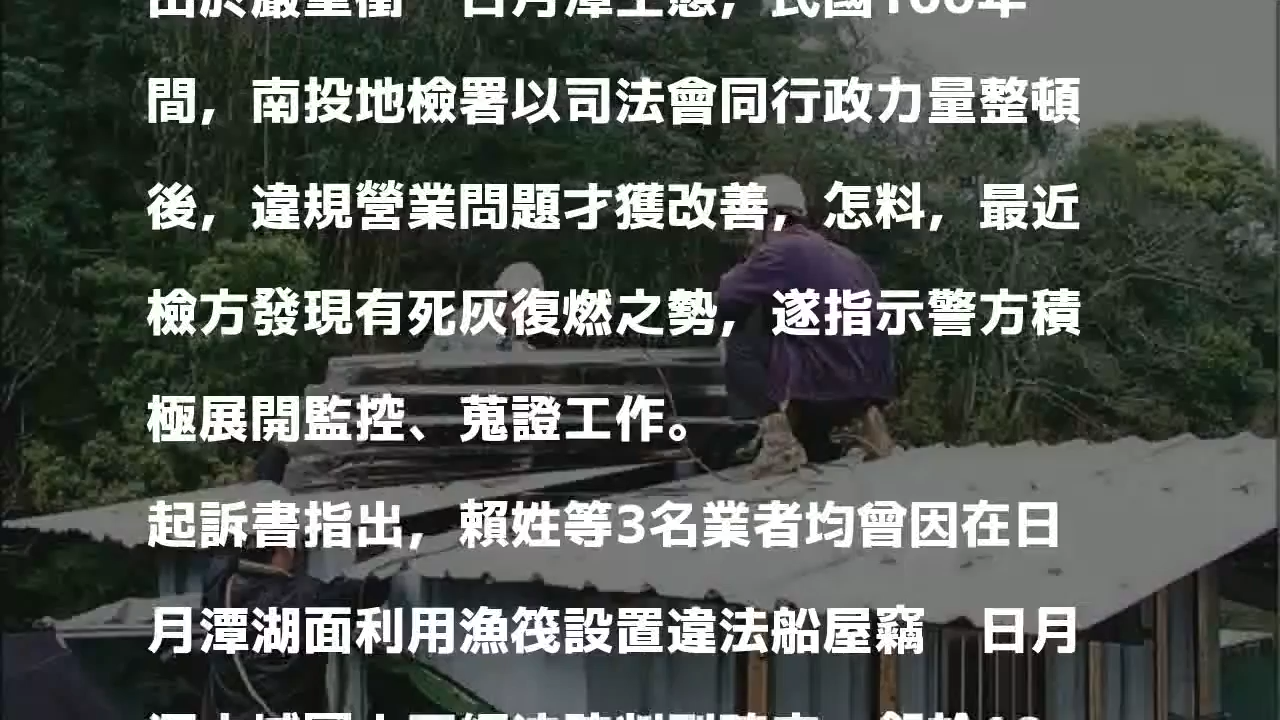 間，南投地檢署以司法會同行政力量整頓
後，違規營業問題才獲改善，怎料，最近
檢方發現有死灰復燃之勢，遂指示警方積
極展開監控、蒐證工作。
起訴書指出，賴姓等3名業者均曾因在日
月潭湖面利用漁筏設置違法船屋竊　日月